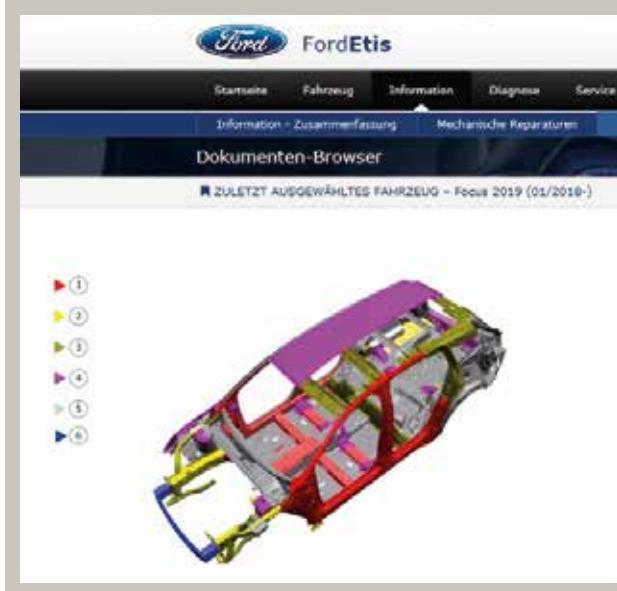 Ford FordEtis
Startseite Fahrzeug Information Diagnose Service
Information - Zusammenfassung Mechanische Reparaturen
Dokumenten-Browser
ZULETZT AUSGEWÄHLTES FAHRZEUG – Focus 2019 (01/2018-)
1
2
3
4
5
6